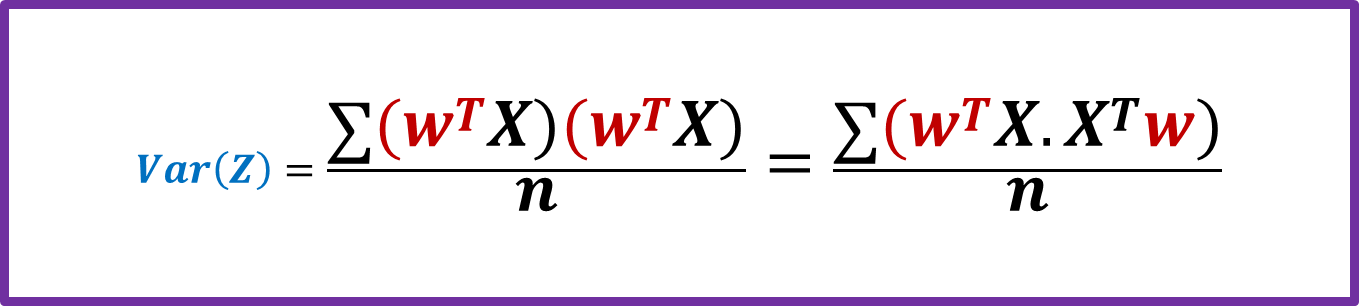 Var(Z) = ∑(wᵀX)(wᵀX) / n = ∑(wᵀX.Xᵀw) / n